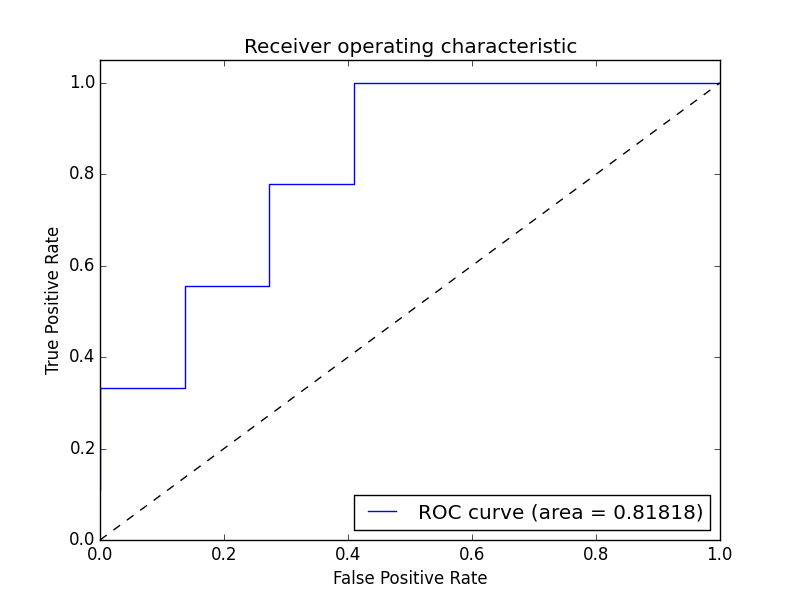 Receiver operating characteristic
1.0
0.8
0.6
0.4
0.2
0.0
True Positive Rate
ROC curve (area = 0.81818)
0.0 0.2 0.4 0.6 0.8 1.0
False Positive Rate